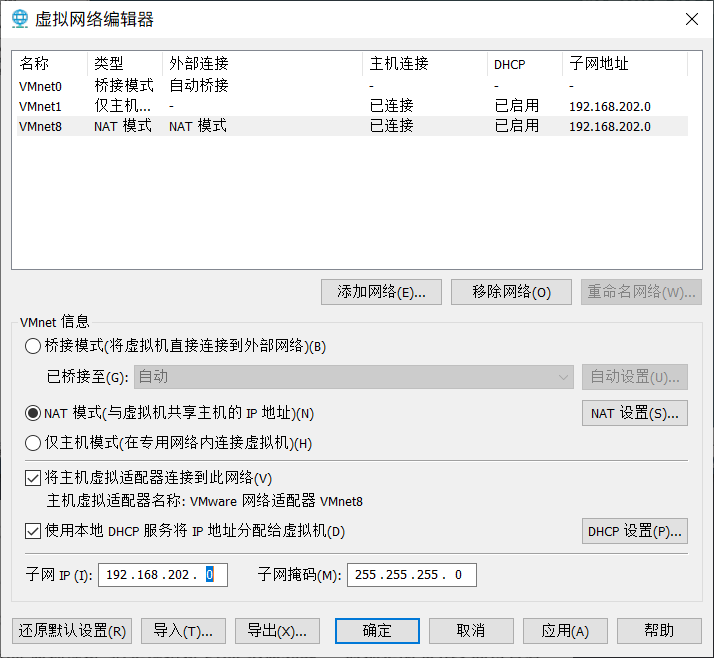 虚拟网络编辑器
名称 类型 外部连接 主机连接 DHCP 子网地址
VMnet0 桥接模式 自动桥接 - - -
VMnet1 仅主机... - 已连接 已启用 192.168.202.0
VMnet8 NAT 模式 NAT 模式 已连接 已启用 192.168.202.0
添加网络(E)... 移除网络(O) 重命名网络(W)...
VMnet 信息
桥接模式(将虚拟机直接连接到外部网络)(B)
已桥接至(G): 自动 自动设置(U)...
NAT 模式(与虚拟机共享主机的 IP 地址)(N) NAT 设置(S)...
仅主机模式(在专用网络内连接虚拟机)(H)
将主机虚拟适配器连接到此网络(V)
主机虚拟适配器名称: VMware 网络适配器 VMnet8
使用本地 DHCP 服务将 IP 地址分配给虚拟机(D) DHCP 设置(P)...
子网 IP (I): 192.168.202. 0 子网掩码(M): 255.255.255. 0
还原默认设置(R) 导入(T)... 导出(X)... 确定 取消 应用(A) 帮助